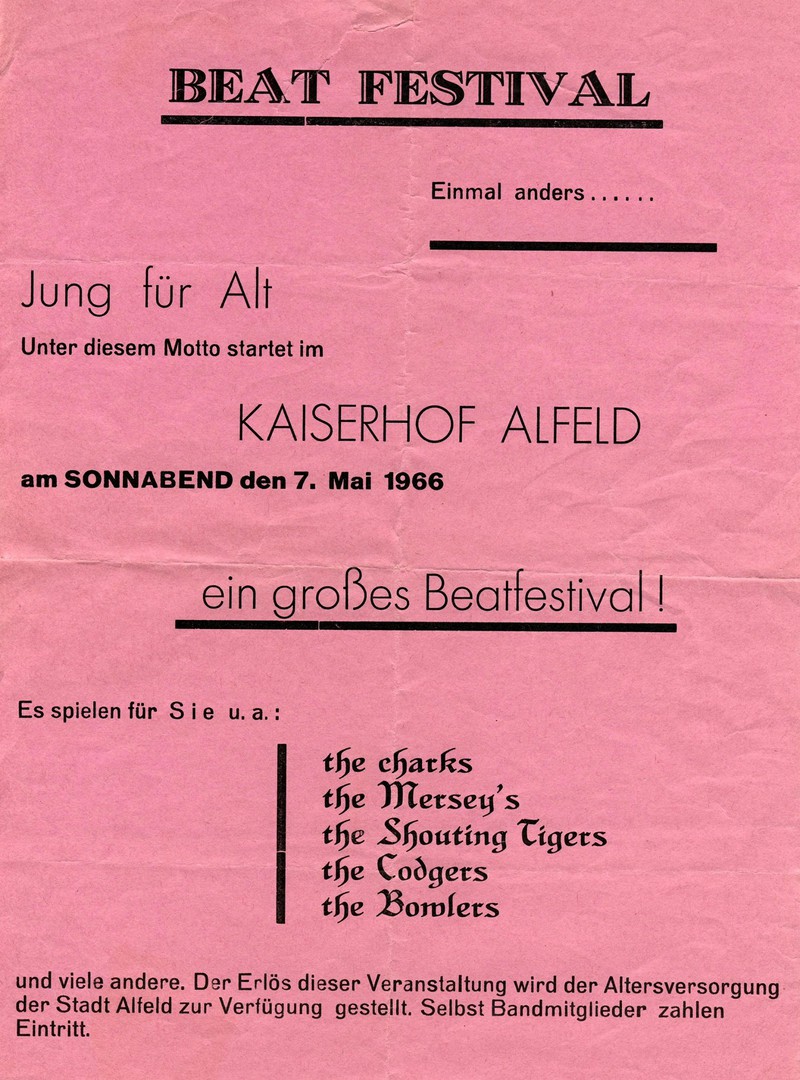 BEAT FESTIVAL
Einmal anders......
Jung für Alt
Unter diesem Motto startet im
KAISERHOF ALFELD
am SONNABEND den 7. Mai 1966
ein großes Beatfestival!
Es spielen für S i e u. a. :
the charks
the Mersey's
the Shouting Tigers
the Codgers
the Bowlers
und viele andere. Der Erlös dieser Veranstaltung wird der Altersversorgung
der Stadt Alfeld zur Verfügung gestellt. Selbst Bandmitglieder zahlen
Eintritt.